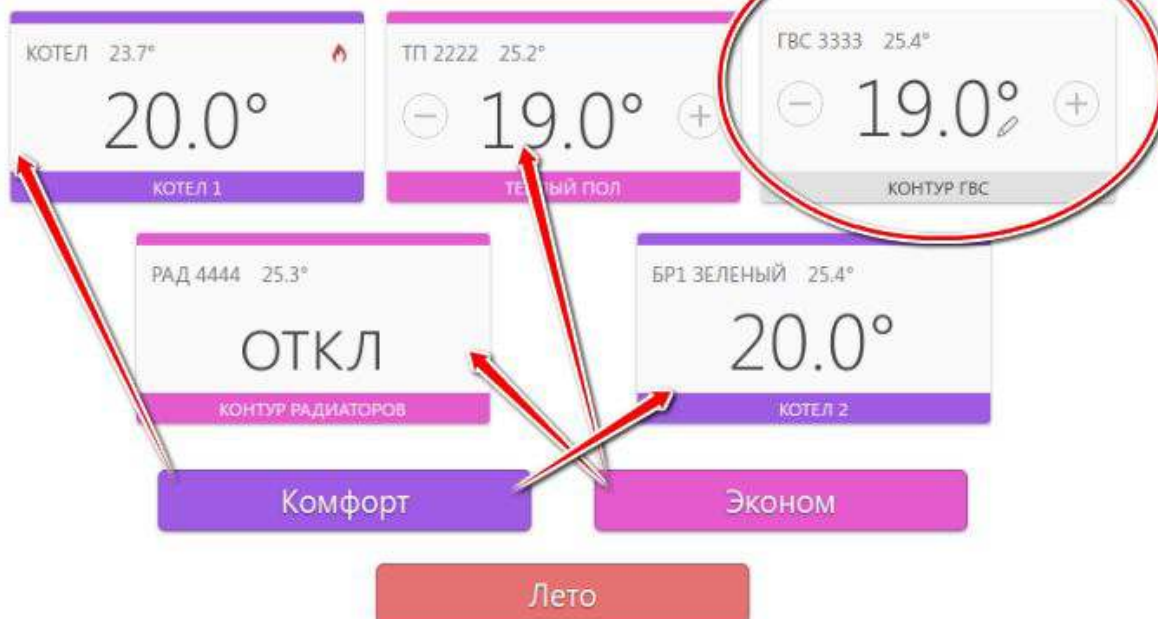 КОТЕЛ 23.7°
20.0°
КОТЕЛ 1
ТП 2222 25.2°
19.0°
ТЕПЛЫЙ ПОЛ
ГВС 3333 25.4°
19.0°
КОНТУР ГВС
РАД 4444 25.3°
ОТКЛ
КОНТУР РАДИАТОРОВ
БР1 ЗЕЛЕНЫЙ 25.4°
20.0°
КОТЕЛ 2
Комфорт
Эконом
Лето